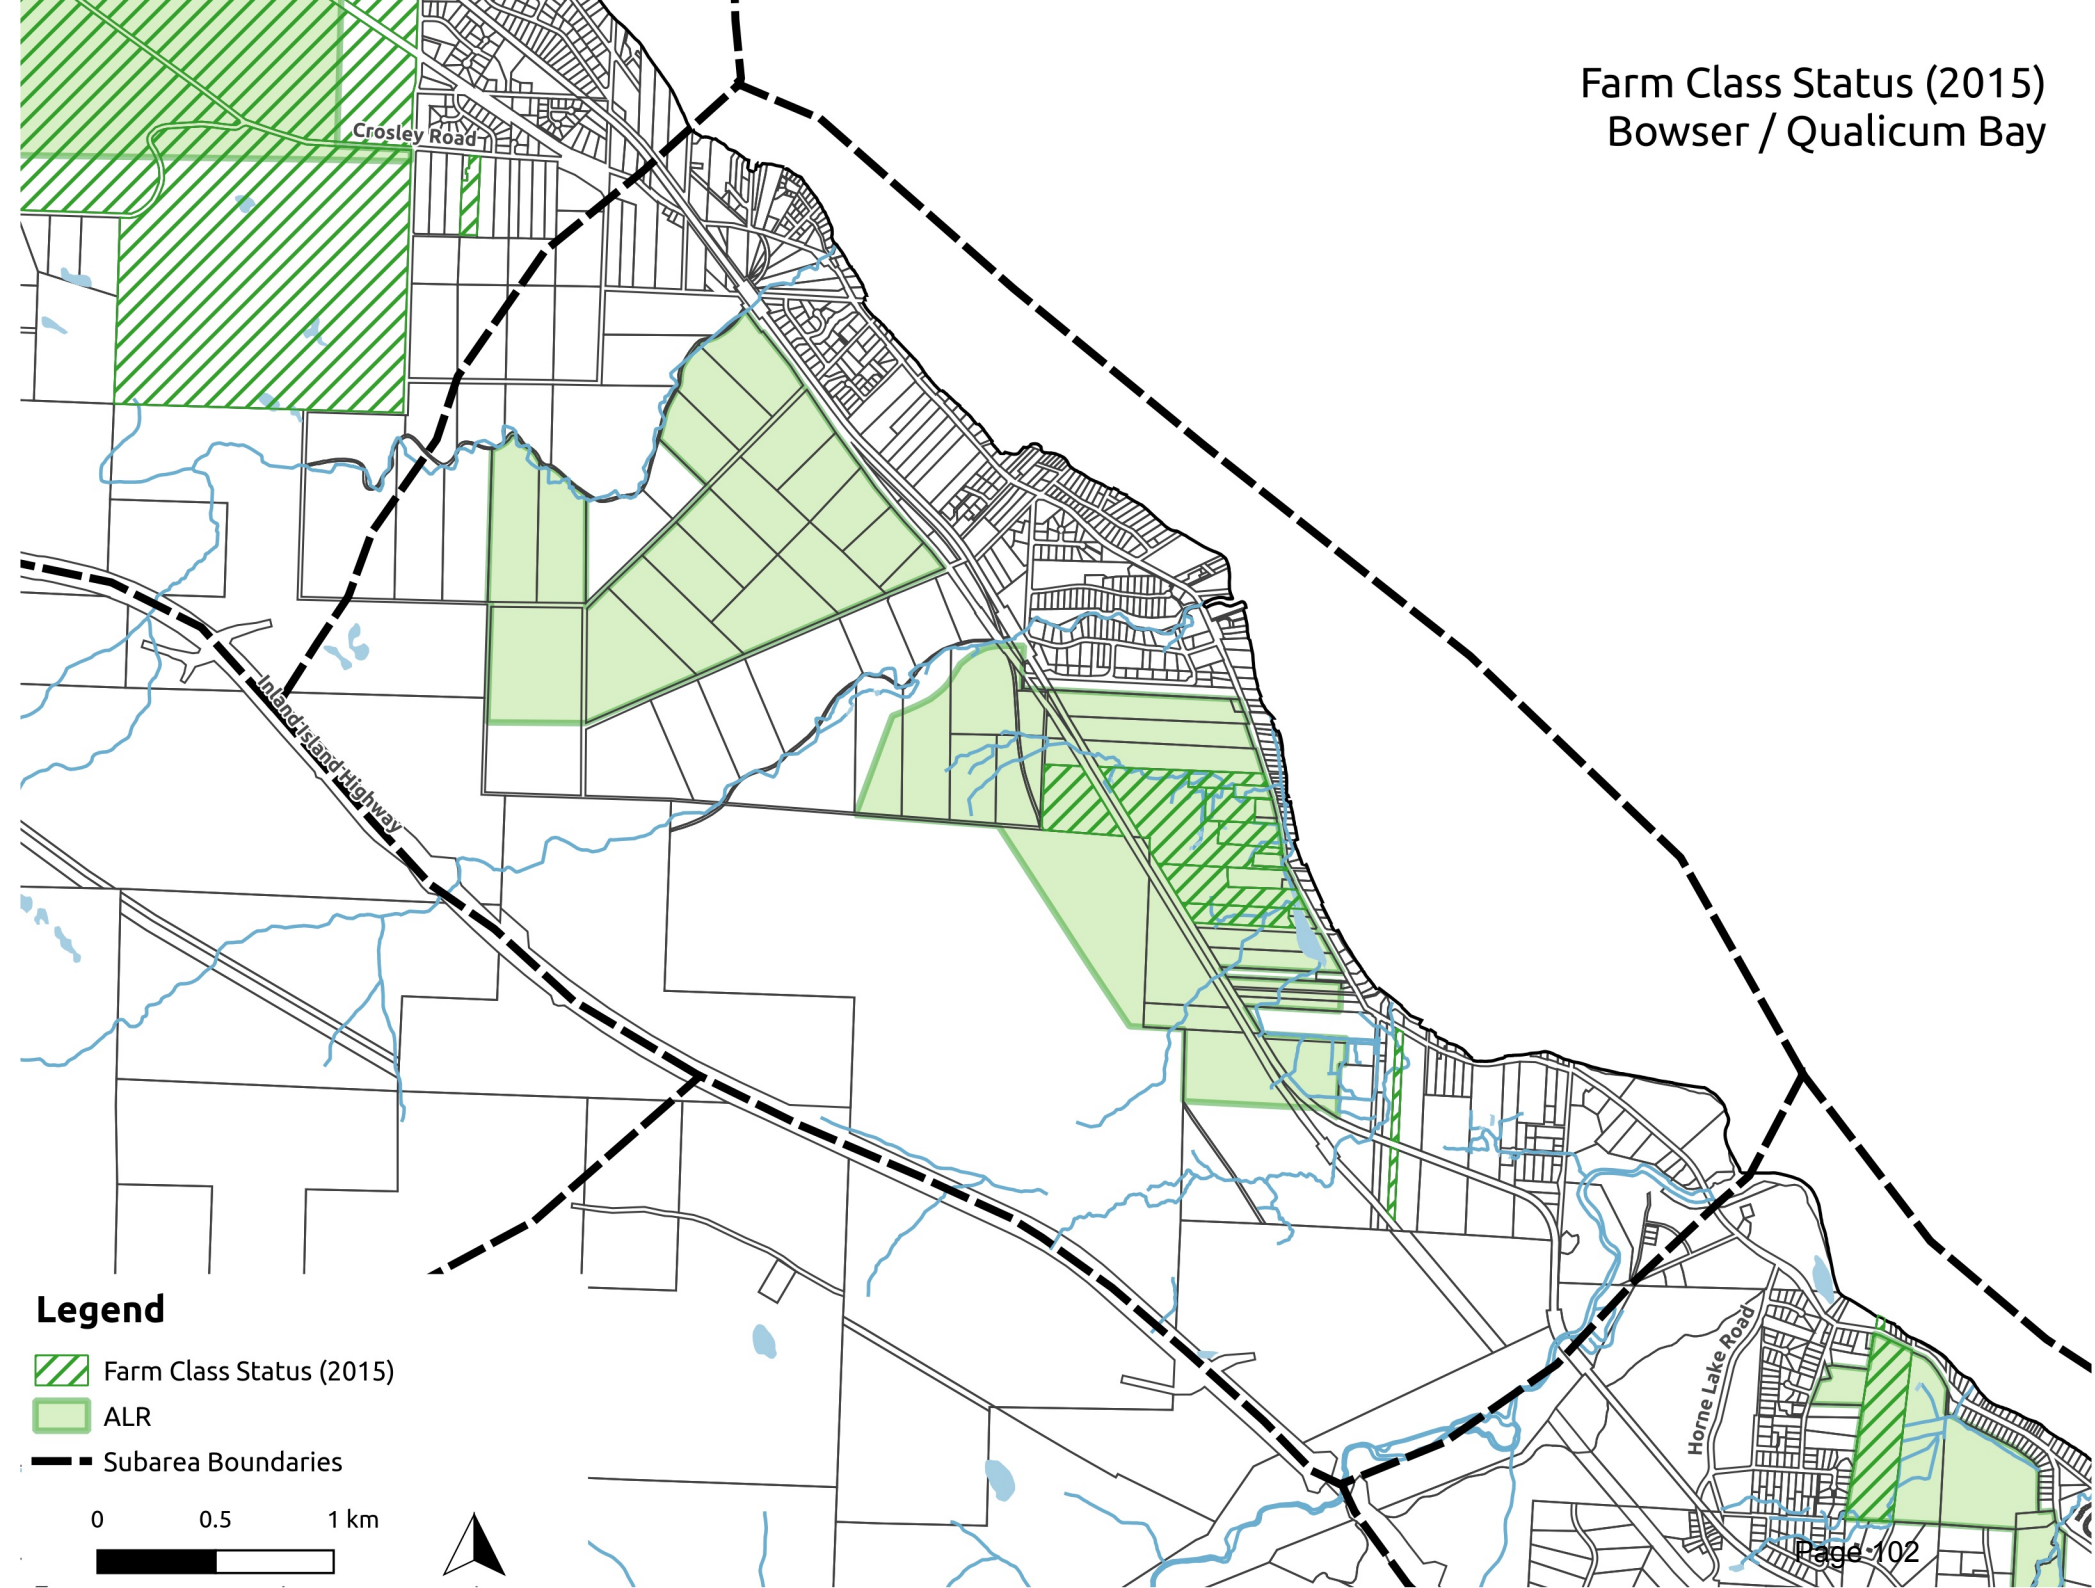 Farm Class Status (2015)
Bowser / Qualicum Bay
Crosley Road
Inland Island Highway
Horne Lake Road
Legend
Farm Class Status (2015)
ALR
Subarea Boundaries
0 0.5 1 km
Page 102